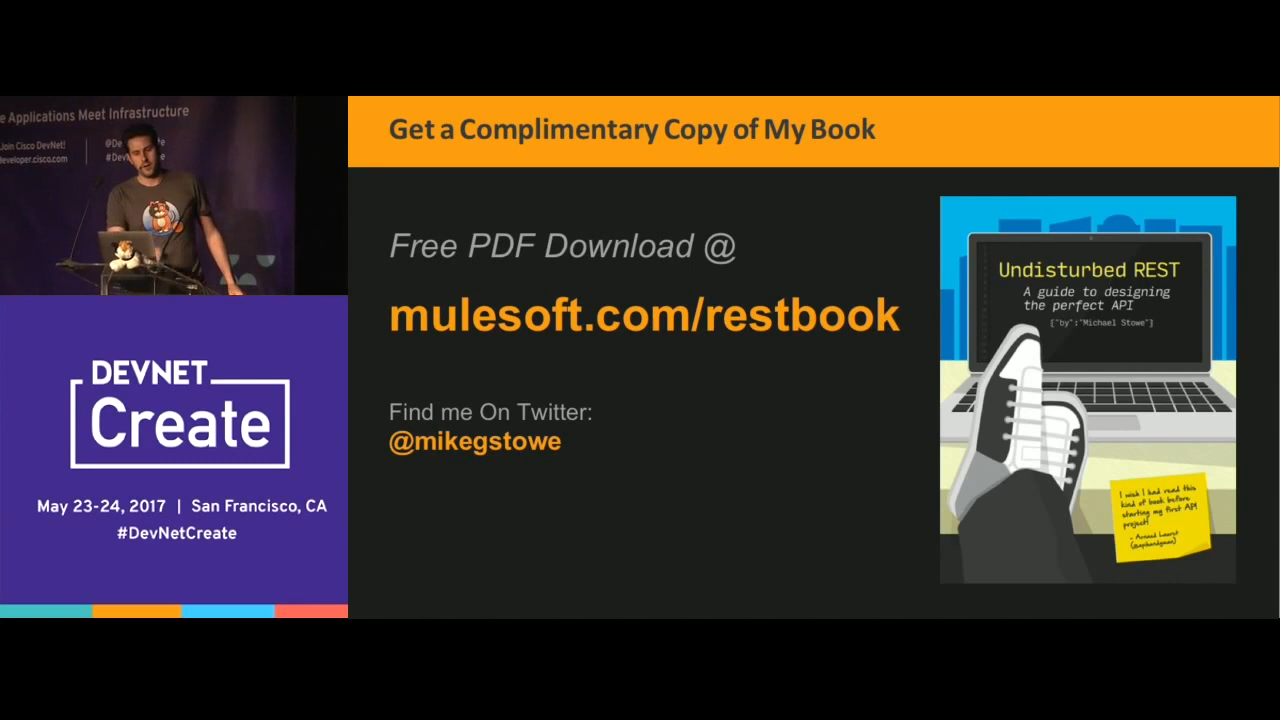 e Applications Meet Infrastructure
Join Cisco DevNet!
developer.cisco.com
DEVNET
Create
May 23-24, 2017 | San Francisco, CA
#DevNetCreate
Get a Complimentary Copy of My Book
Free PDF Download @
mulesoft.com/restbook
Find me On Twitter:
@mikegstowe
Undisturbed REST
A guide to designing
the perfect API
{"by":"Michael Stowe"}
I wish I had read this
kind of book before
starting my first API
project!
- Arnaud Lauret
(@apihandyman)